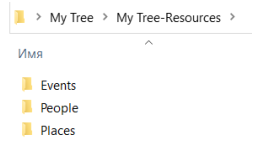 My Tree > My Tree-Resources >
Имя
Events
People
Places